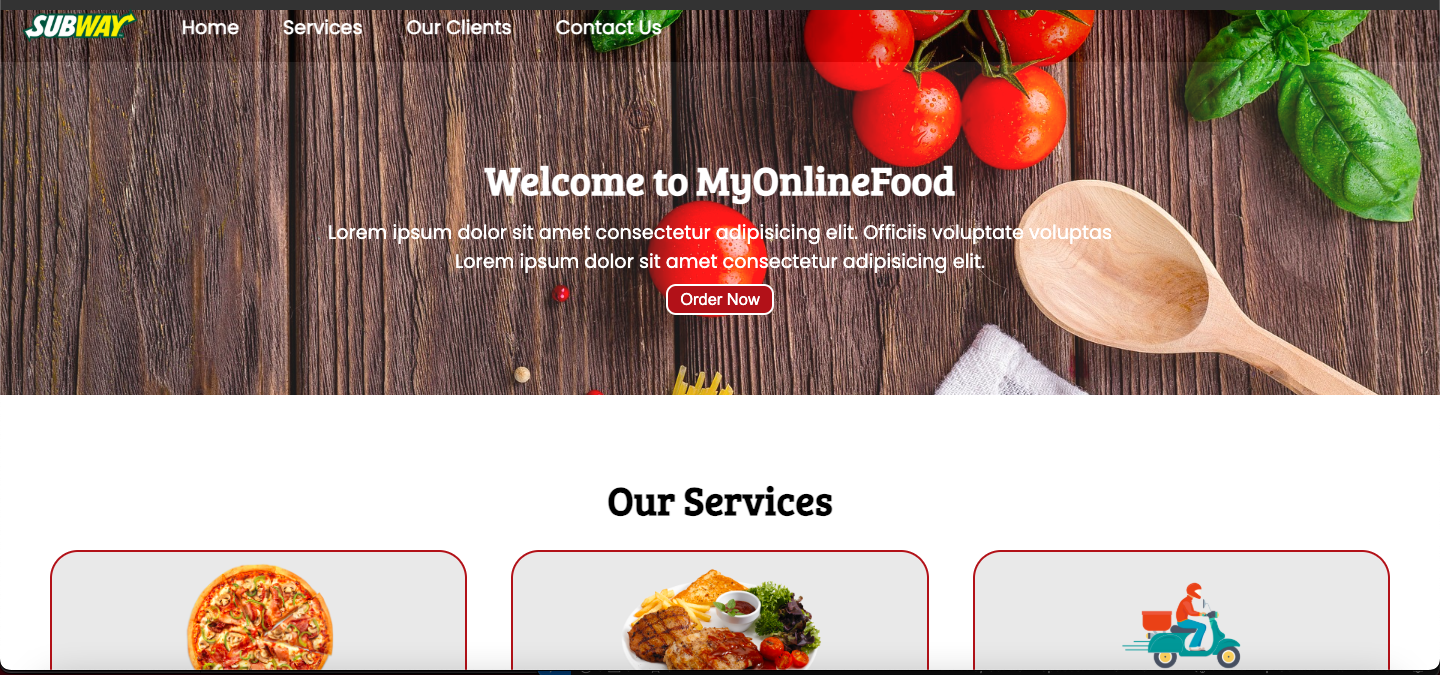 SUBWAY
Home Services Our Clients Contact Us
Welcome to MyOnlineFood
Lorem ipsum dolor sit amet consectetur adipisicing elit. Officiis voluptate voluptas
Lorem ipsum dolor sit amet consectetur adipisicing elit.
Order Now
Our Services